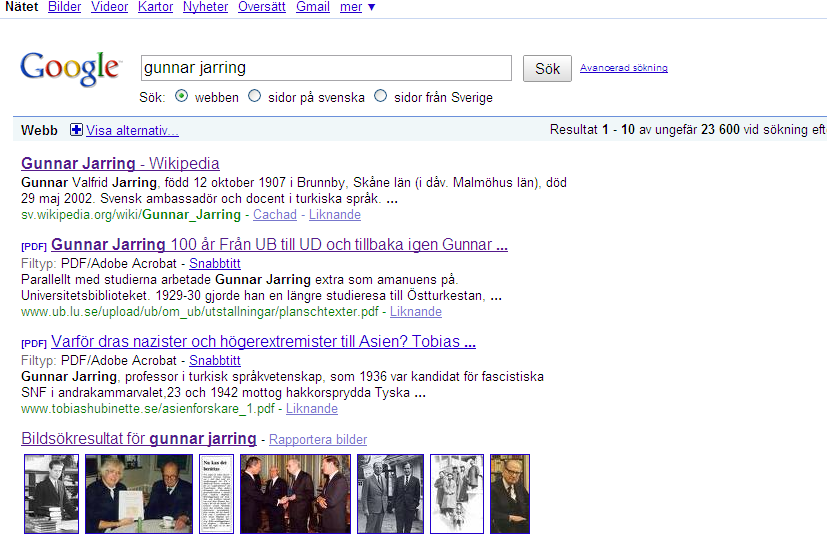 Nätet Bilder Videor Kartor Nyheter Oversätt Gmail mer ▼
Google™ gunnar jarring Sök Avancerad sökning
Sök: webben sidor på svenska sidor från Sverige
Webb Visa alternativ... Resultat 1 - 10 av ungefär 23 600 vid sökning eft
Gunnar Jarring - Wikipedia
Gunnar Valfrid Jarring, född 12 oktober 1907 i Brunnby, Skåne län (i dåv. Malmöhus län), död
29 maj 2002. Svensk ambassadör och docent i turkiska språk. ...
sv.wikipedia.org/wiki/Gunnar_Jarring - Cachad - Liknande
[PDF] Gunnar Jarring 100 år Från UB till UD och tillbaka igen Gunnar ...
Filtyp: PDF/Adobe Acrobat - Snabbtitt
Parallellt med studierna arbetade Gunnar Jarring extra som amanuens på.
Universitetsbiblioteket. 1929-30 gjorde han en längre studieresa till Östturkestan, ...
www.ub.lu.se/upload/ub/om_ub/utstallningar/planschtexter.pdf - Liknande
[PDF] Varför dras nazister och högerextremister till Asien? Tobias ...
Filtyp: PDF/Adobe Acrobat - Snabbtitt
Gunnar Jarring, professor i turkisk språkvetenskap, som 1936 var kandidat för fascistiska
SNF i andrakammarvalet,23 och 1942 mottog hakkorsprydda Tyska ...
www.tobiashubinette.se/asienforskare_1.pdf - Liknande
Bildsökresultat för gunnar jarring - Rapportera bilder
Nu kan det
berättas